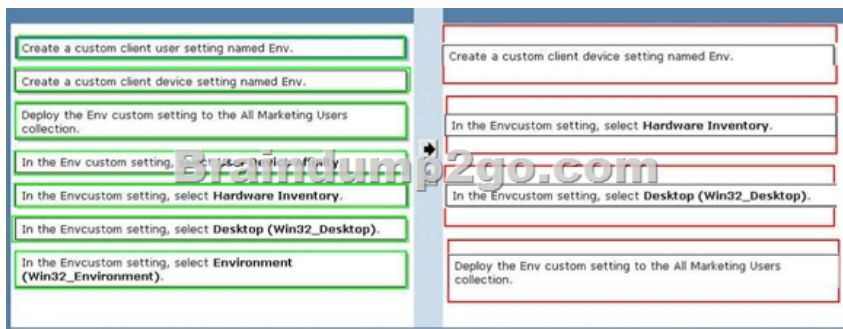 Create a custom client user setting named Env.
Create a custom client device setting named Env.
Deploy the Env custom setting to the All Marketing Users
collection.
In the Env custom setting,
In the Envcustom setting, select Hardware Inventory.
In the Envcustom setting, select Desktop (Win32_Desktop).
In the Envcustom setting, select Environment
(Win32_Environment).
Create a custom client device setting named Env.
In the Envcustom setting, select Hardware Inventory.
In the Envcustom setting, select Desktop (Win32_Desktop).
Deploy the Env custom setting to the All Marketing Users
collection.
Braindump2go.com